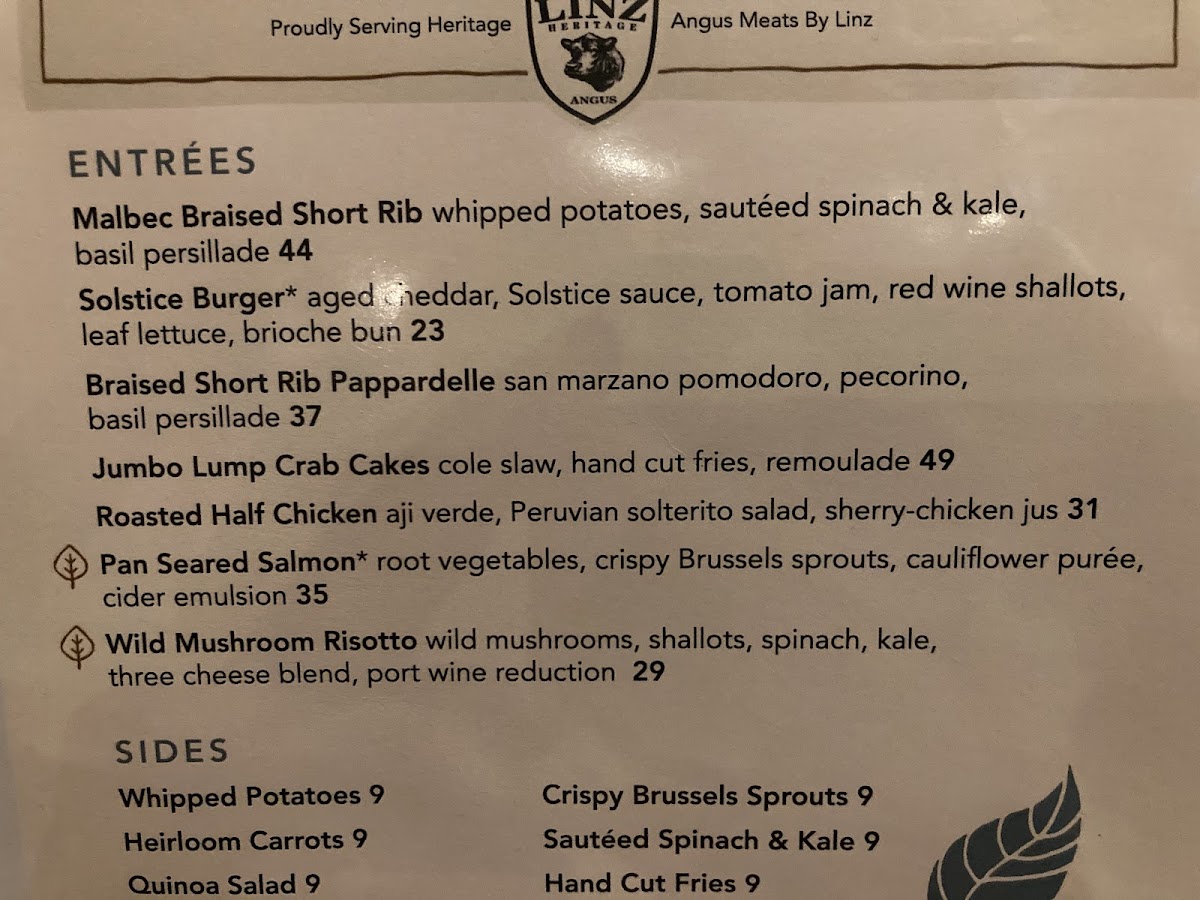 Proudly Serving Heritage
LINZ
HERITAGE
ANGUS
Angus Meats By Linz
ENTRÉES
Malbec Braised Short Rib whipped potatoes, sautéed spinach & kale,
basil persillade 44
Solstice Burger* aged cheddar, Solstice sauce, tomato jam, red wine shallots,
leaf lettuce, brioche bun 23
Braised Short Rib Pappardelle san marzano pomodoro, pecorino,
basil persillade 37
Jumbo Lump Crab Cakes cole slaw, hand cut fries, remoulade 49
Roasted Half Chicken aji verde, Peruvian solterito salad, sherry-chicken jus 31
Pan Seared Salmon* root vegetables, crispy Brussels sprouts, cauliflower purée,
cider emulsion 35
Wild Mushroom Risotto wild mushrooms, shallots, spinach, kale,
three cheese blend, port wine reduction 29
SIDES
Whipped Potatoes 9
Heirloom Carrots 9
Quinoa Salad 9
Crispy Brussels Sprouts 9
Sautéed Spinach & Kale 9
Hand Cut Fries 9